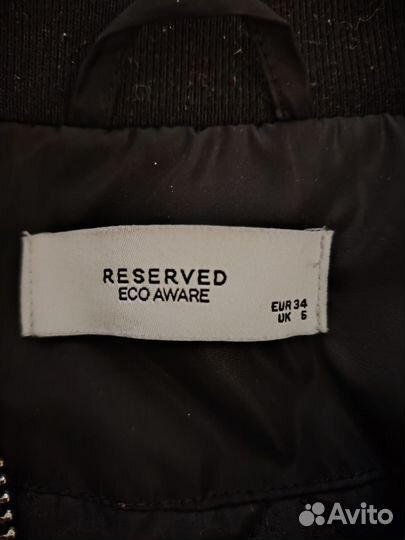 RESERVED
ECO AWARE
EUR 34
UK 6
Avito